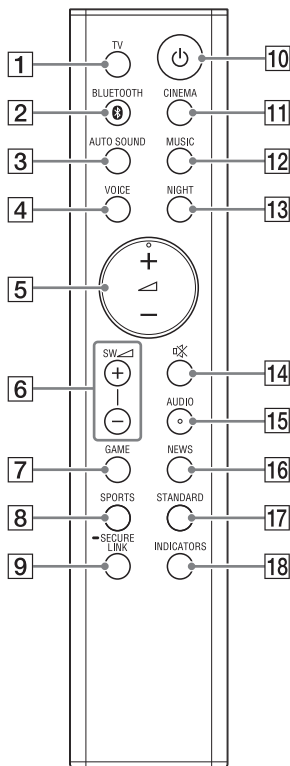 1 TV 10
BLUETOOTH CINEMA
2 11
AUTO SOUND MUSIC
3 12
VOICE NIGHT
4 13
+
5
−
SW
+ 14
6
AUDIO
− 15
GAME NEWS
7 16
SPORTS STANDARD
8 17
SECURE
LINK INDICATORS
9 18